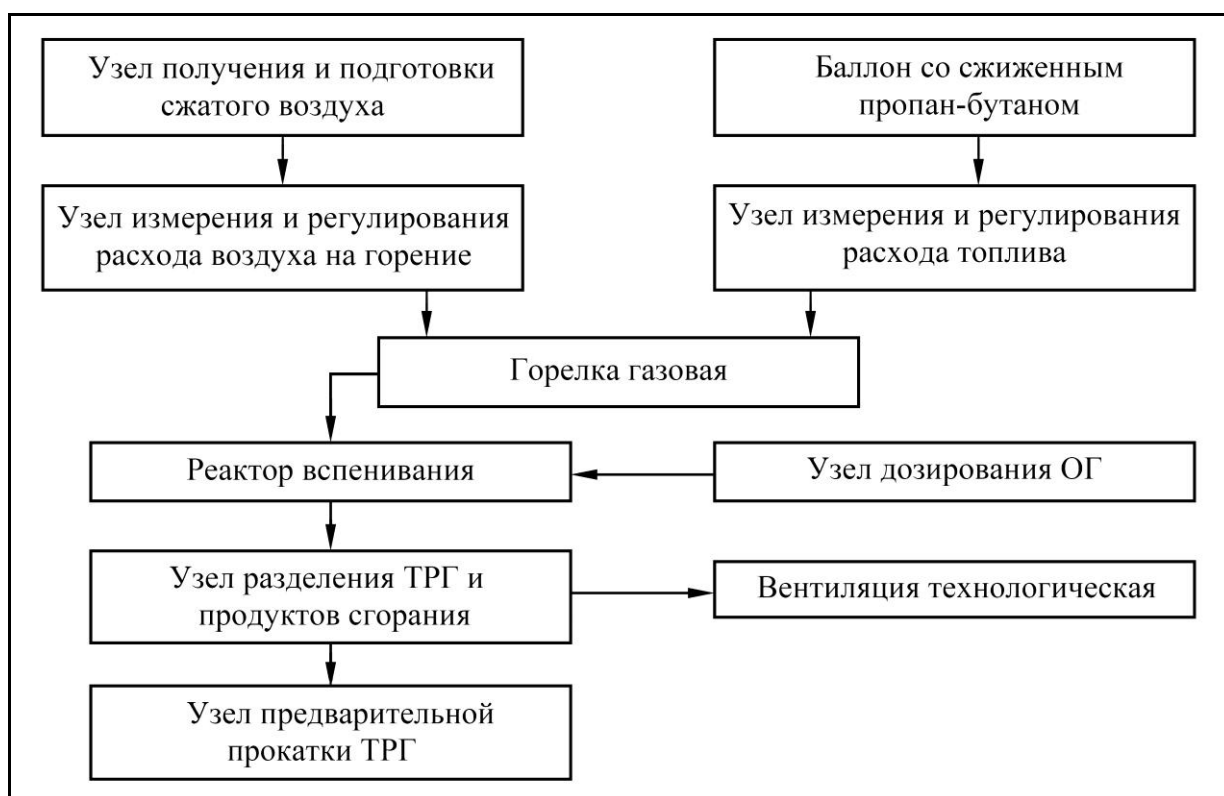 Узел получения и подготовки
сжатого воздуха
Баллон со сжиженным
пропан-бутаном
Узел измерения и регулирования
расхода воздуха на горение
Узел измерения и регулирования
расхода топлива
Горелка газовая
Реактор вспенивания
Узел дозирования ОГ
Узел разделения ТРГ и
продуктов сгорания
Вентиляция технологическая
Узел предварительной
прокатки ТРГ